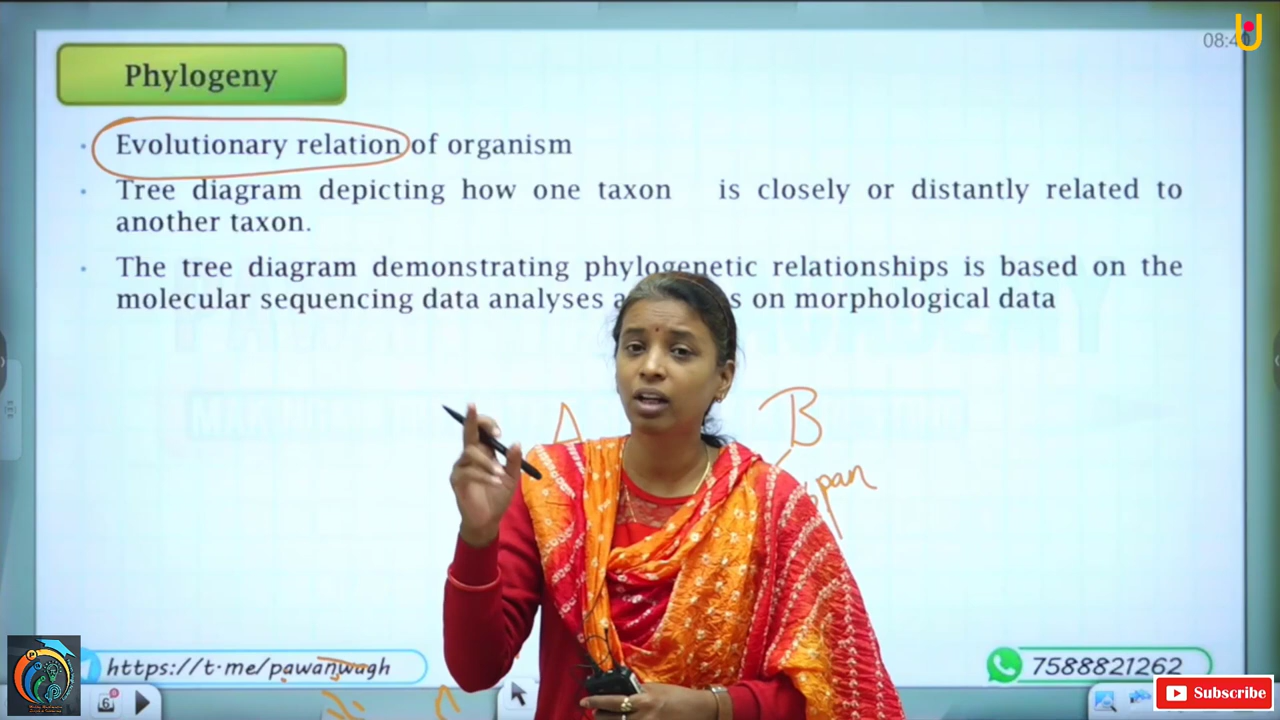 08:40
Phylogeny
Evolutionary relation of organism
Tree diagram depicting how one taxon is closely or distantly related to
another taxon.
The tree diagram demonstrating phylogenetic relationships is based on the
molecular sequencing data analyses on morphological data
A B
pan
https://t.me/pawanwagh
7588821262
6
Subscribe